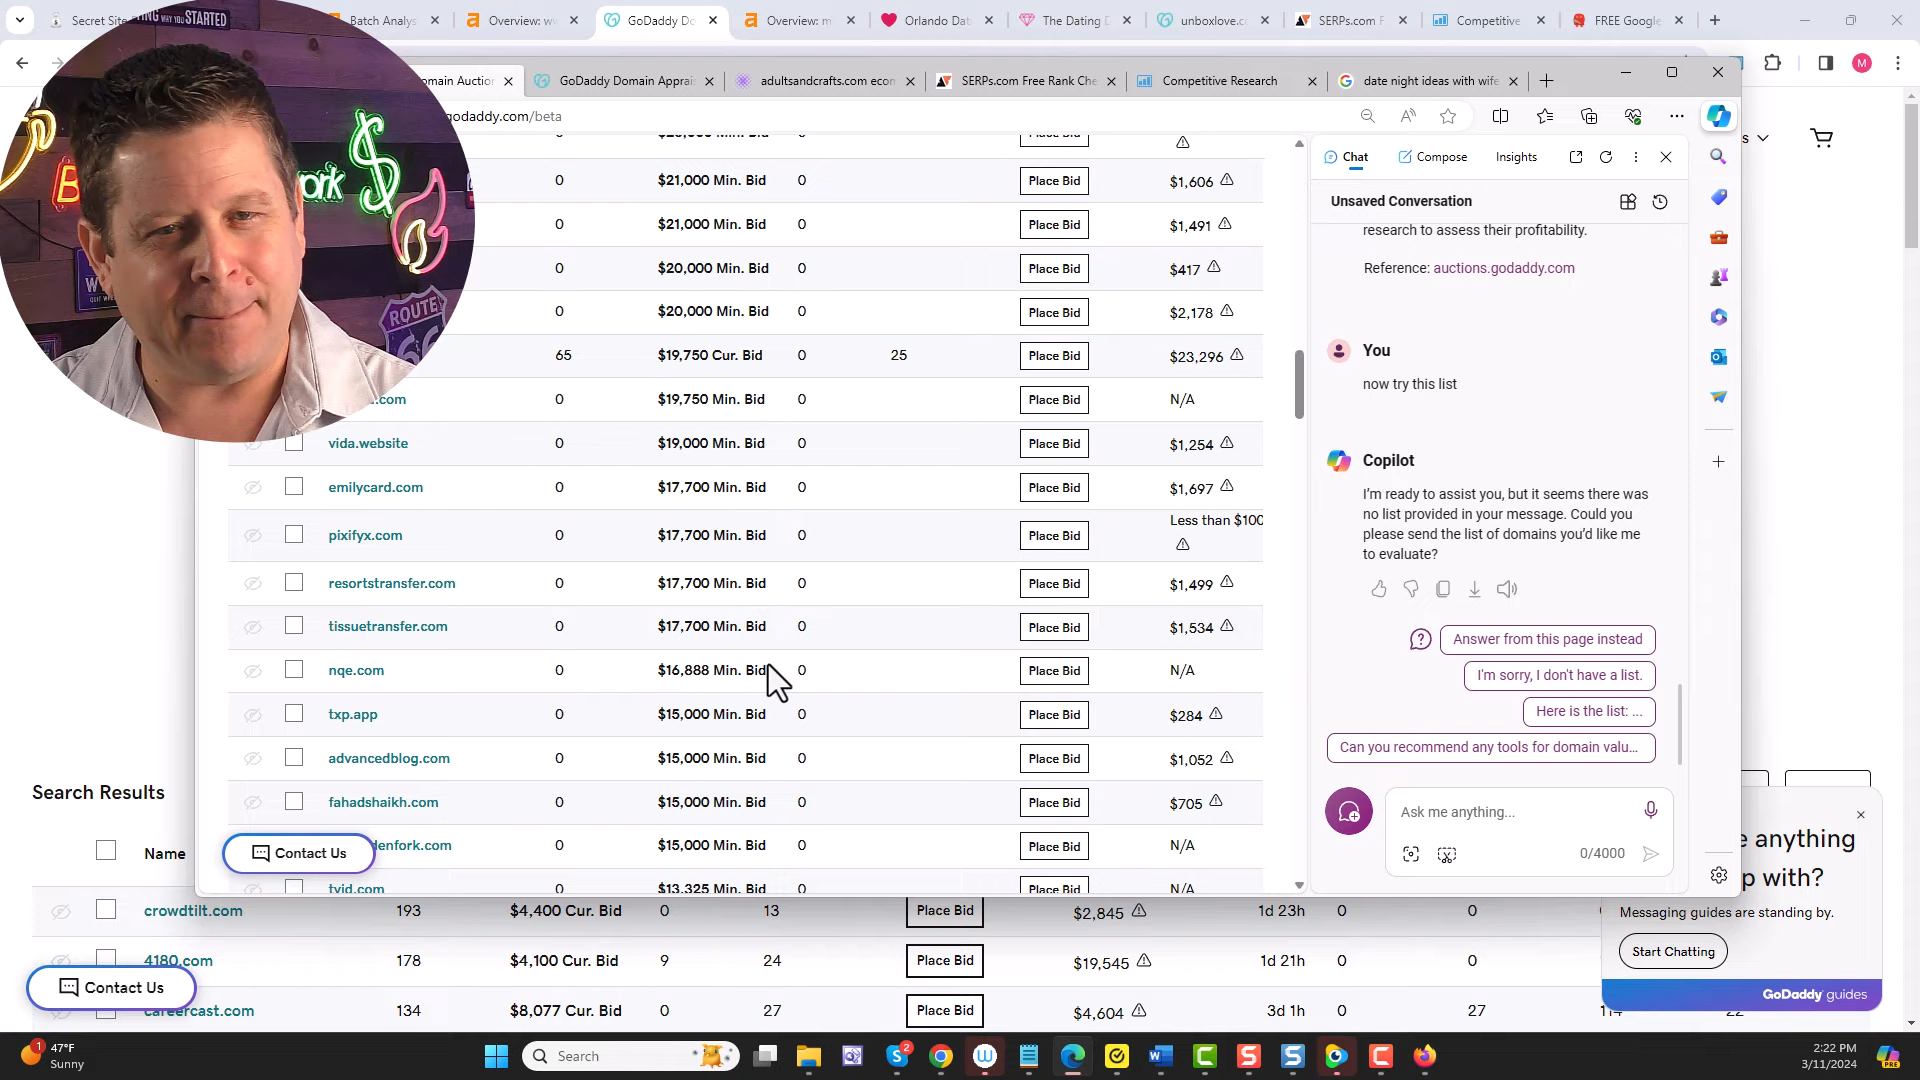 Secret Site
WHY YOU STARTED
Batch Analys
Overview: w
GoDaddy Do
Overview: m
Orlando Dat
The Dating D
unboxlove.c
SERPs.com F
Competitive
FREE Google
M
omain Auction
GoDaddy Domain Apprais
adultsandcrafts.com econ
SERPs.com Free Rank Che
Competitive Research
date night ideas with wife
godaddy.com/beta
Place Bid
0 $21,000 Min. Bid 0 Place Bid $1,606
0 $21,000 Min. Bid 0 Place Bid $1,491
0 $20,000 Min. Bid 0 Place Bid $417
0 $20,000 Min. Bid 0 Place Bid $2,178
65 $19,750 Cur. Bid 0 25 Place Bid $23,296
.com 0 $19,750 Min. Bid 0 Place Bid N/A
vida.website 0 $19,000 Min. Bid 0 Place Bid $1,254
emilycard.com 0 $17,700 Min. Bid 0 Place Bid $1,697
pixifyx.com 0 $17,700 Min. Bid 0 Place Bid Less than $100
resortstransfer.com 0 $17,700 Min. Bid 0 Place Bid $1,499
tissuetransfer.com 0 $17,700 Min. Bid 0 Place Bid $1,534
nqe.com 0 $16,888 Min. Bid 0 Place Bid N/A
txp.app 0 $15,000 Min. Bid 0 Place Bid $284
advancedblog.com 0 $15,000 Min. Bid 0 Place Bid $1,052
fahadshaikh.com 0 $15,000 Min. Bid 0 Place Bid $705
denfork.com 0 $15,000 Min. Bid 0 Place Bid N/A
tvid.com 0 $13,325 Min. Bid 0 Place Bid N/A
Contact Us
Chat
Compose
Insights
Unsaved Conversation
research to assess their profitability.
Reference: auctions.godaddy.com
You
now try this list
Copilot
I'm ready to assist you, but it seems there was
no list provided in your message. Could you
please send the list of domains you'd like me
to evaluate?
Answer from this page instead
I'm sorry, I don't have a list.
Here is the list: ...
Can you recommend any tools for domain valu...
Ask me anything...
0/4000
ork
$
ROUTE
66
Search Results
Name
crowdtilt.com 193 $4,400 Cur. Bid 0 13 Place Bid $2,845 1d 23h 0 0
4180.com 178 $4,100 Cur. Bid 9 24 Place Bid $19,545 1d 21h 0 0
careercast.com 134 $8,077 Cur. Bid 0 27 Place Bid $4,604 3d 1h 0 27 114 22
Contact Us
e anything
p with?
Messaging guides are standing by.
Start Chatting
GoDaddy guides
1
47°F
Sunny
Search
2
2:22 PM
3/11/2024
PRE